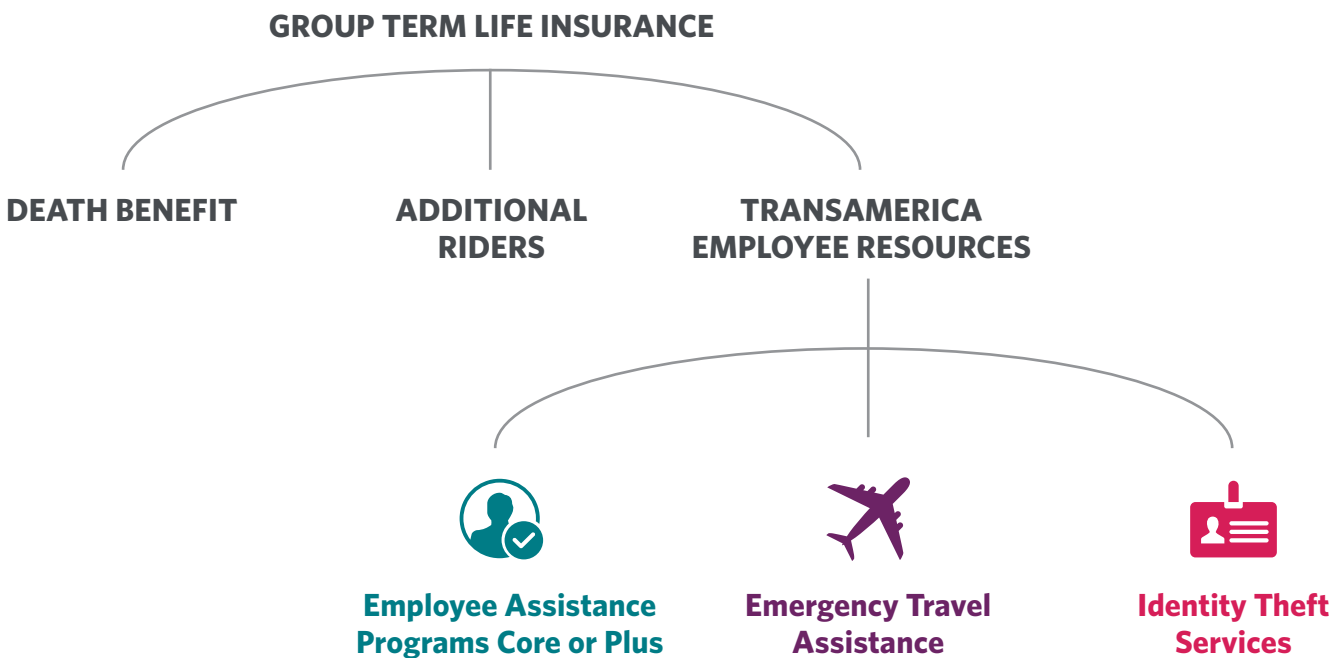 GROUP TERM LIFE INSURANCE
DEATH BENEFIT
ADDITIONAL
RIDERS
TRANSAMERICA
EMPLOYEE RESOURCES
Employee Assistance
Programs Core or Plus
Emergency Travel
Assistance
Identity Theft
Services